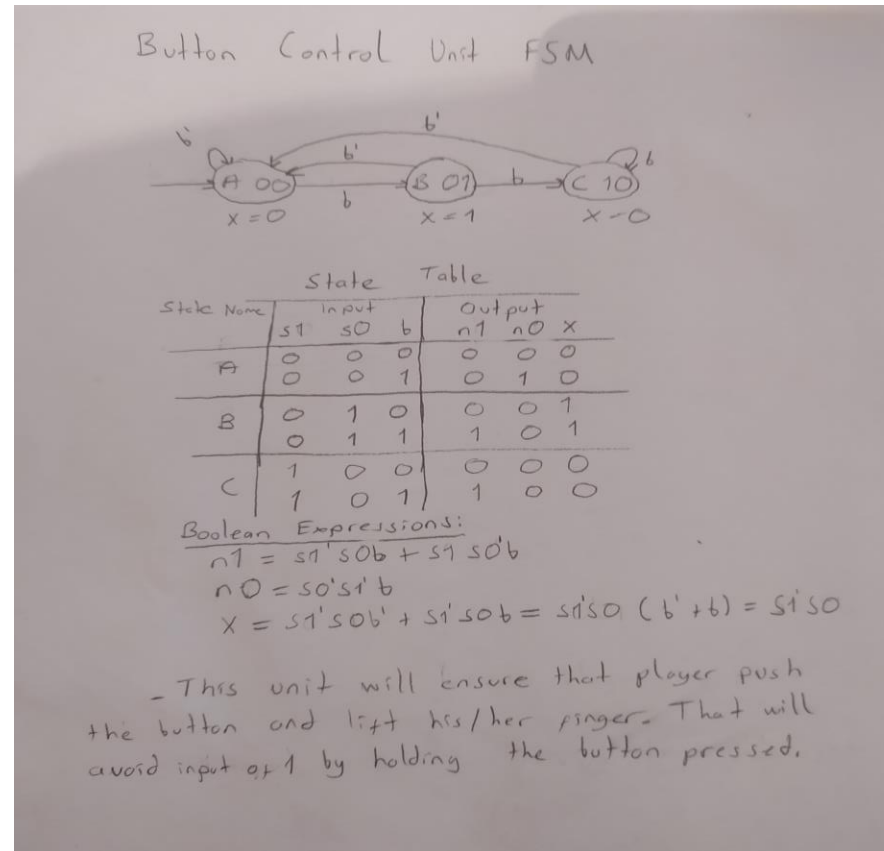 Button Control Unit FSM
b'
b' b' b
A 00 b B 01 b C 10
x = 0 x = 1 x - 0
State Table
State Name Input Output
s1 s0 b n1 n0 x
A 0 0 0 0 0 0
0 0 1 0 1 0
B 0 1 0 0 0 1
0 1 1 1 0 1
C 1 0 0 0 0 0
1 0 1 1 0 0
Boolean Expressions:
n1 = s1's0b + s1 s0'b
n0 = s0's1'b
x = s1's0b' + s1's0b = s1's0 (b' + b) = s1's0
- This unit will ensure that player push
the button and lift his/her finger. That will
avoid input of 1 by holding the button pressed.